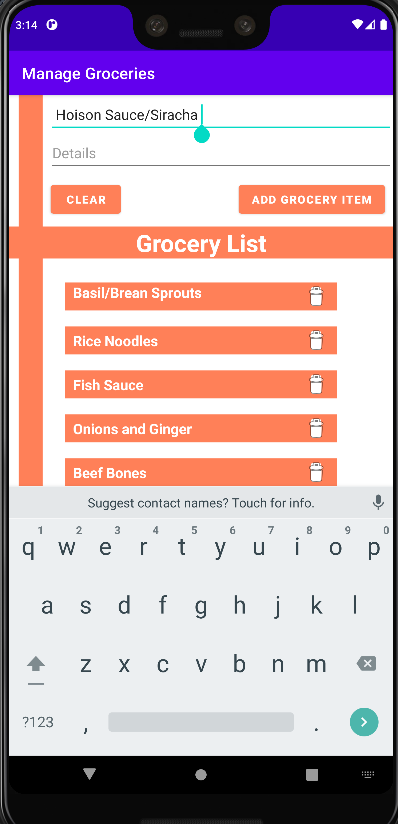 3:14
Manage Groceries
Hoison Sauce/Siracha
Details
CLEAR
ADD GROCERY ITEM
Grocery List
Basil/Brean Sprouts
Rice Noodles
Fish Sauce
Onions and Ginger
Beef Bones
Suggest contact names? Touch for info.
1 2 3 4 5 6 7 8 9 0
q w e r t y u i o p
a s d f g h j k l
z x c v b n m
?123 , .